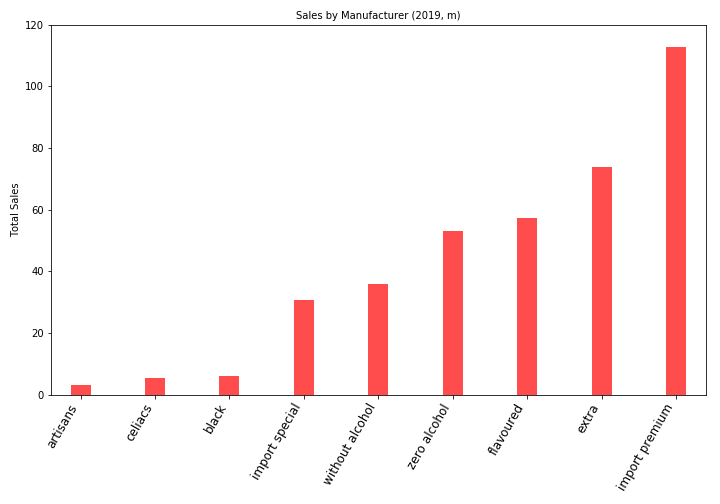 Sales by Manufacturer (2019, m)
Total Sales
120
100
80
60
40
20
0
artisans
celiacs
black
import special
without alcohol
zero alcohol
flavoured
extra
import premium